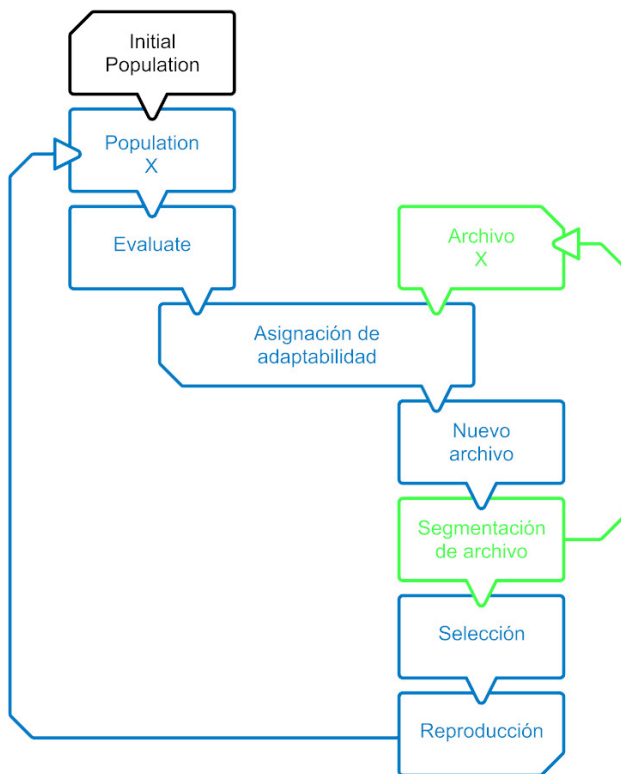 Initial
Population
Population
X
Evaluate
Archivo
X
Asignación de
adaptabilidad
Nuevo
archivo
Segmentación
de archivo
Selección
Reproducción